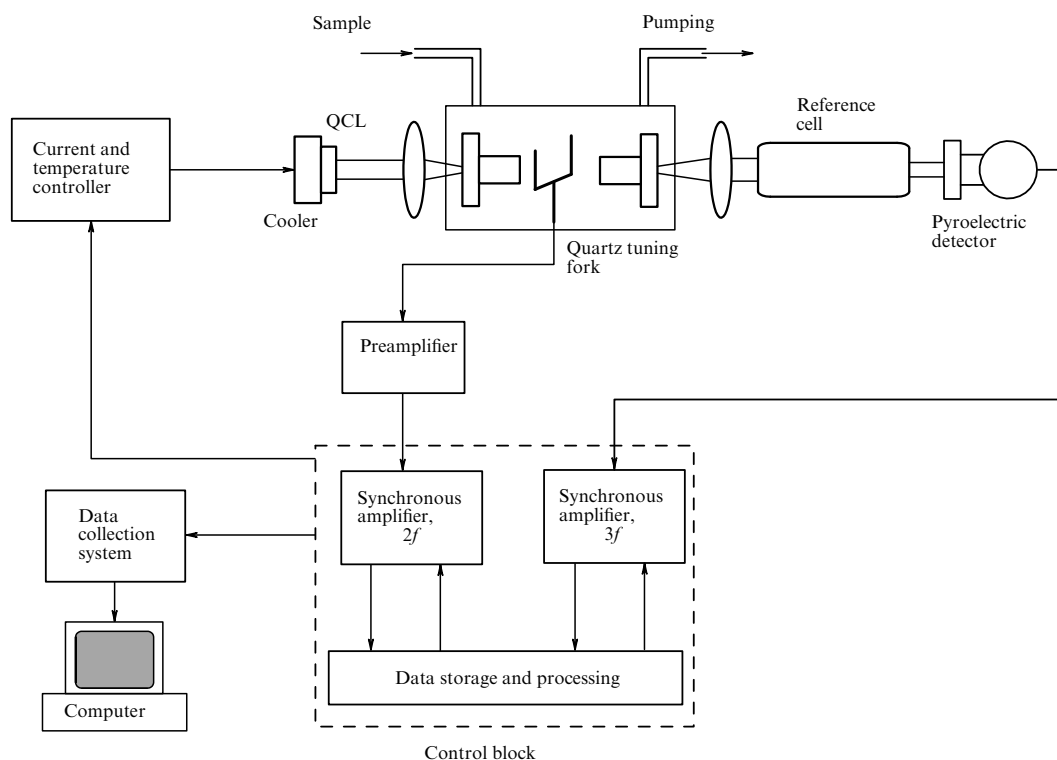 Sample
Pumping
QCL
Reference
cell
Current and
temperature
controller
Cooler
Pyroelectric
detector
Quartz tuning
fork
Preamplifier
Synchronous
amplifier,
2f
Synchronous
amplifier,
3f
Data
collection
system
Data storage and processing
Computer
Control block